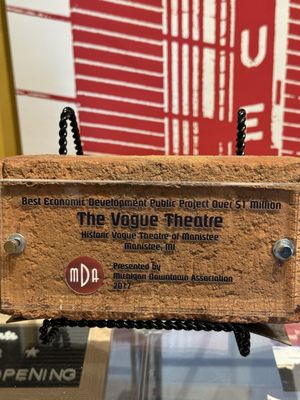 U
E
Best Economic Development Public Project Over $1 Million
The Vogue Theatre
Historic Vogue Theatre of Manistee
Manistee, MI
MDA
Presented by
Michigan Downtown Association
2017
OPENING